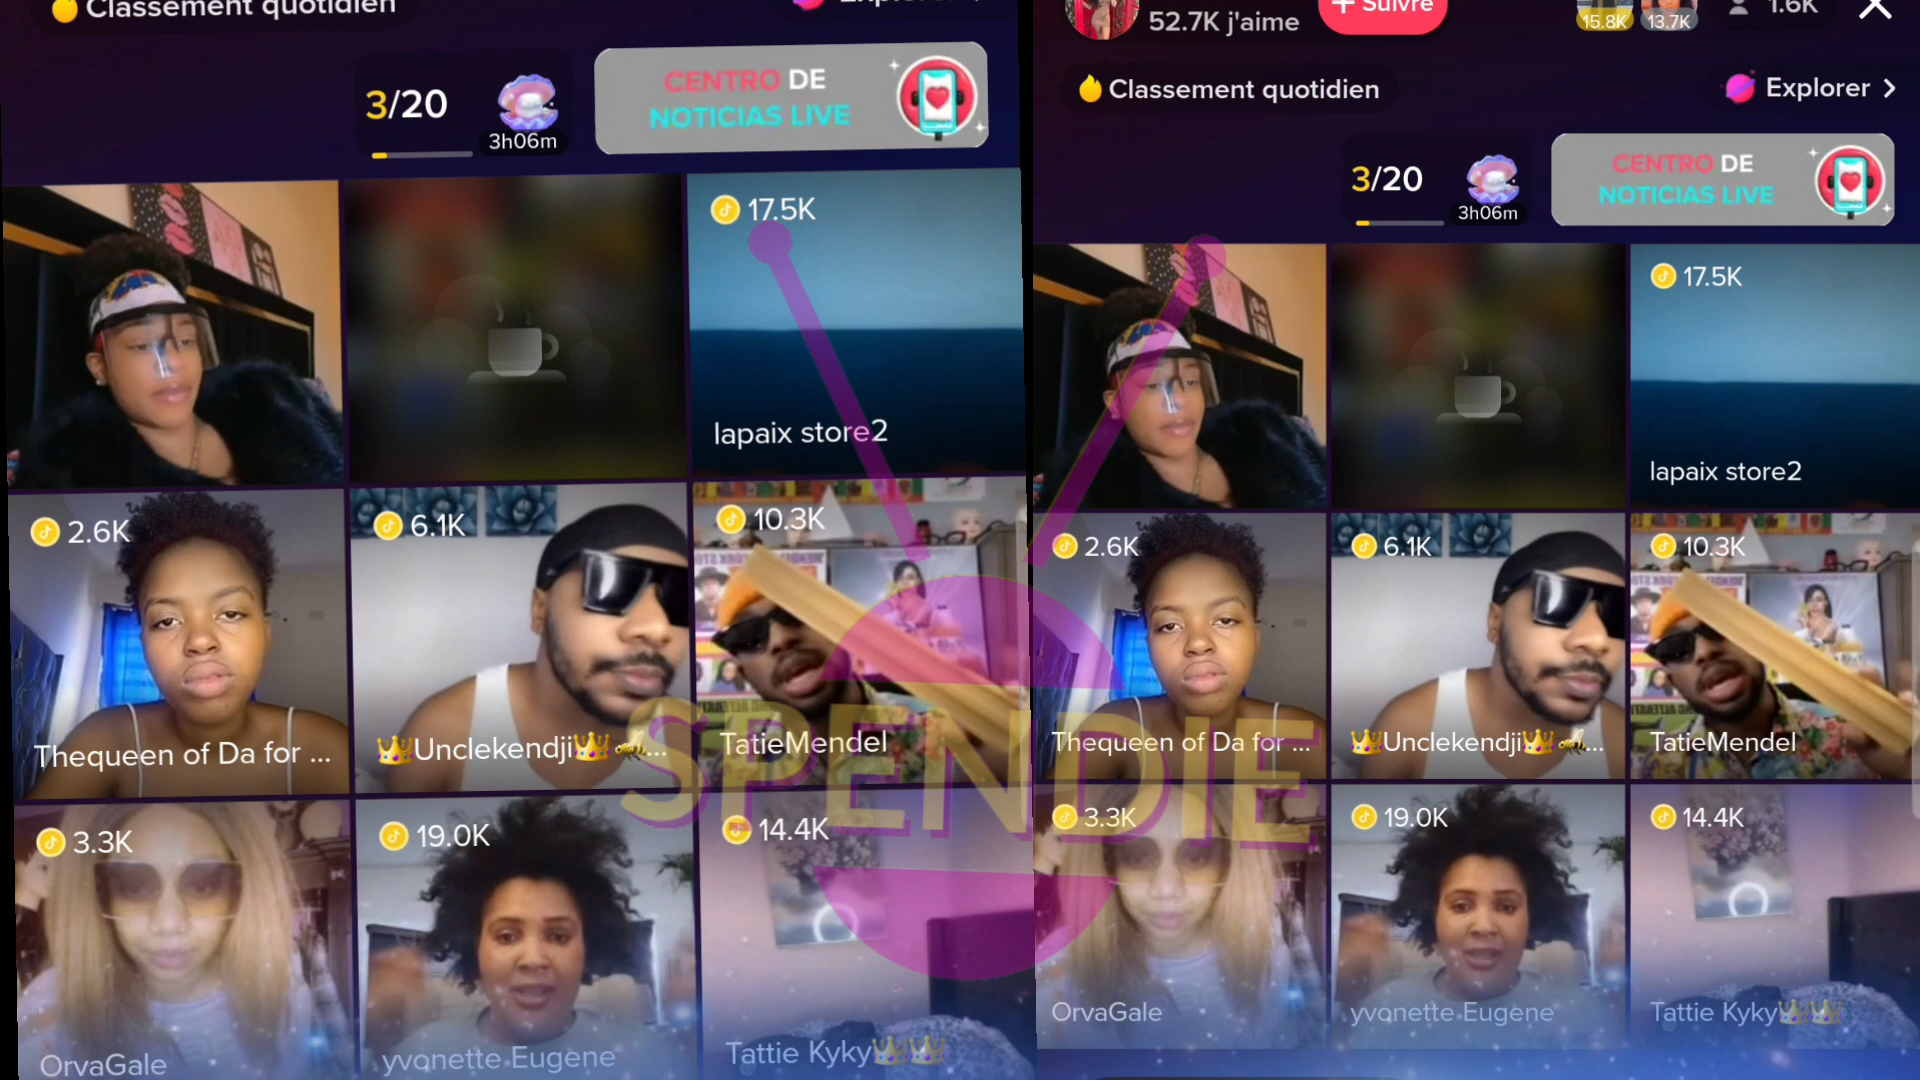 Classement quotidien
3/20
3h06m
CENTRO DE
NOTICIAS LIVE
17.5K
lapaix store2
2.6K
Thequeen of Da for ...
6.1K
👑Unclekendji👑🐝...
10.3K
TatieMendel
3.3K
OrvaGale
19.0K
yvonette Eugene
14.4K
Tattie Kyky👑👑
52.7K j'aime
+ Suivre
15.8K
13.7K
1.6K
Classement quotidien
Explorer
3/20
3h06m
CENTRO DE
NOTICIAS LIVE
17.5K
lapaix store2
2.6K
Thequeen of Da for ...
6.1K
👑Unclekendji👑🐝...
10.3K
TatieMendel
3.3K
OrvaGale
19.0K
yvonette Eugene
14.4K
Tattie Kyky👑👑
SPENDIE